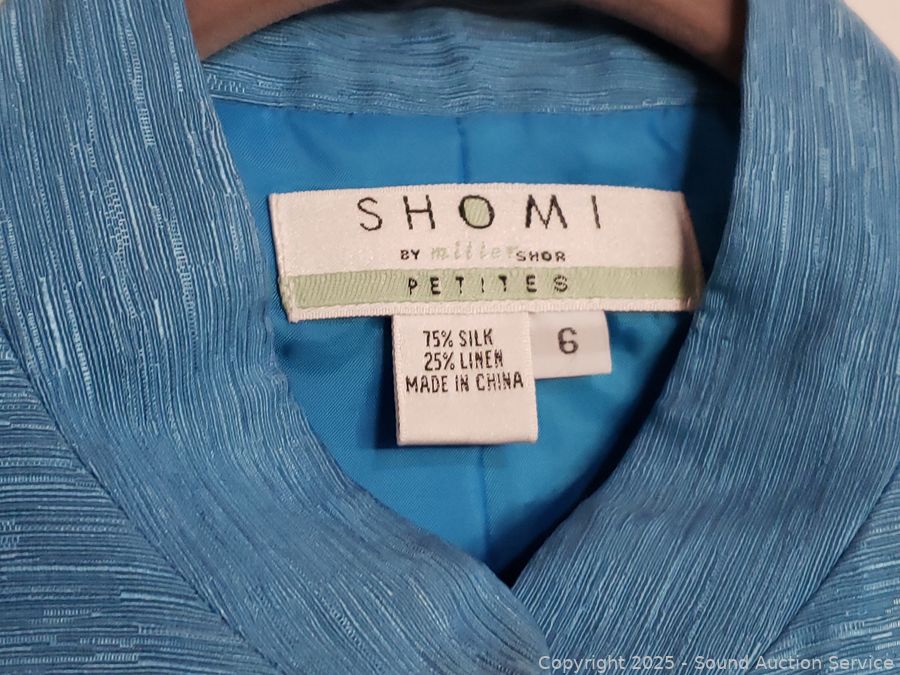 SHOMI
BY miller SHOR
PETITES
75% SILK
25% LINEN
MADE IN CHINA
6
Copyright 2025 - Sound Auction Service